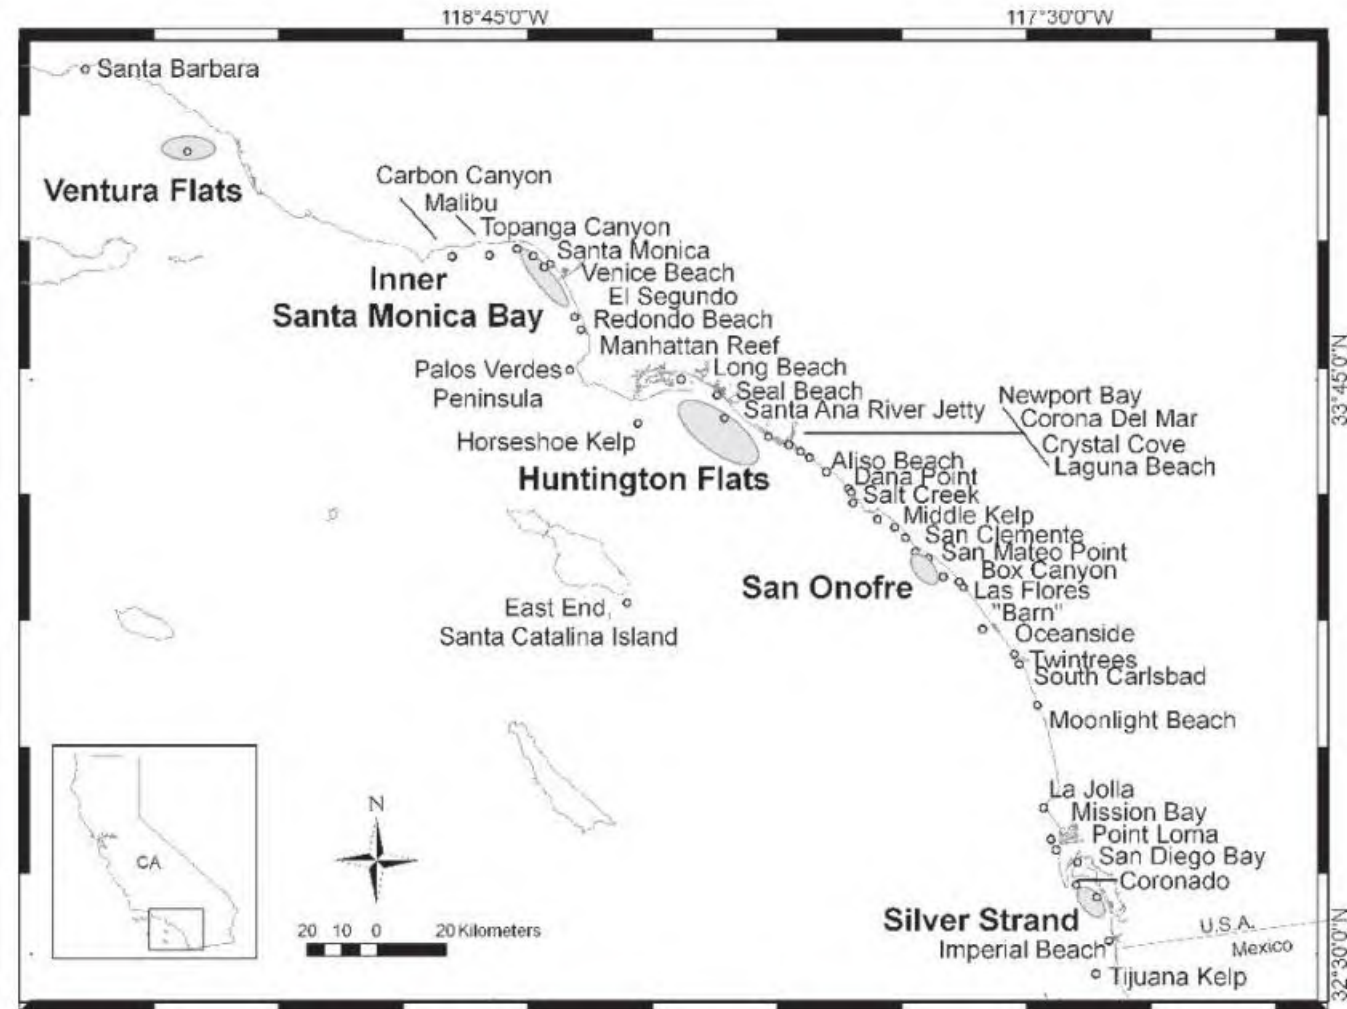 118°45'0"W
117°30'0"W
Santa Barbara
Ventura Flats
Carbon Canyon
Malibu
Topanga Canyon
Santa Monica
Inner
Santa Monica Bay
Venice Beach
El Segundo
Redondo Beach
Manhattan Reef
Palos Verdes
Peninsula
Long Beach
Seal Beach
Santa Ana River Jetty
33°45'0"N
Newport Bay
Corona Del Mar
Crystal Cove
Laguna Beach
Horseshoe Kelp
Huntington Flats
Aliso Beach
Dana Point
Salt Creek
Middle Kelp
San Clemente
San Mateo Point
San Onofre
Box Canyon
Las Flores
"Barn"
East End,
Santa Catalina Island
Oceanside
Twintrees
South Carlsbad
Moonlight Beach
La Jolla
Mission Bay
Point Loma
San Diego Bay
Coronado
Silver Strand
Imperial Beach
U.S.A.
Mexico
Tijuana Kelp
32°30'0"N
CA
N
20 10 0 20 Kilometers